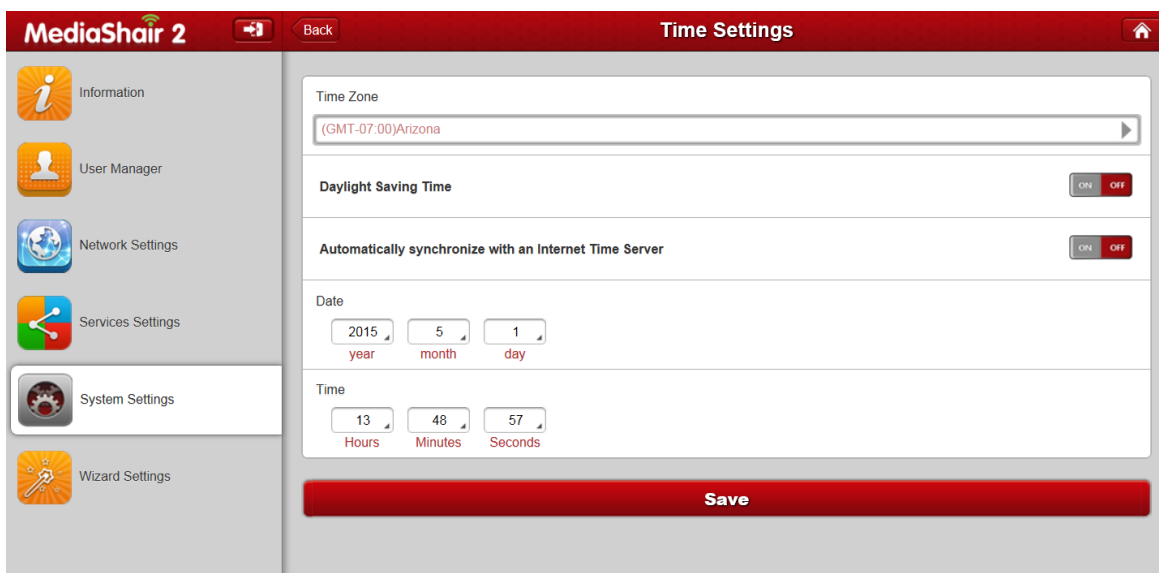 MediaShair 2
Back
Time Settings
Information
User Manager
Network Settings
Services Settings
System Settings
Wizard Settings
Time Zone
(GMT-07:00)Arizona
Daylight Saving Time
ON OFF
Automatically synchronize with an Internet Time Server
ON OFF
Date
2015 5 1
year month day
Time
13 48 57
Hours Minutes Seconds
Save